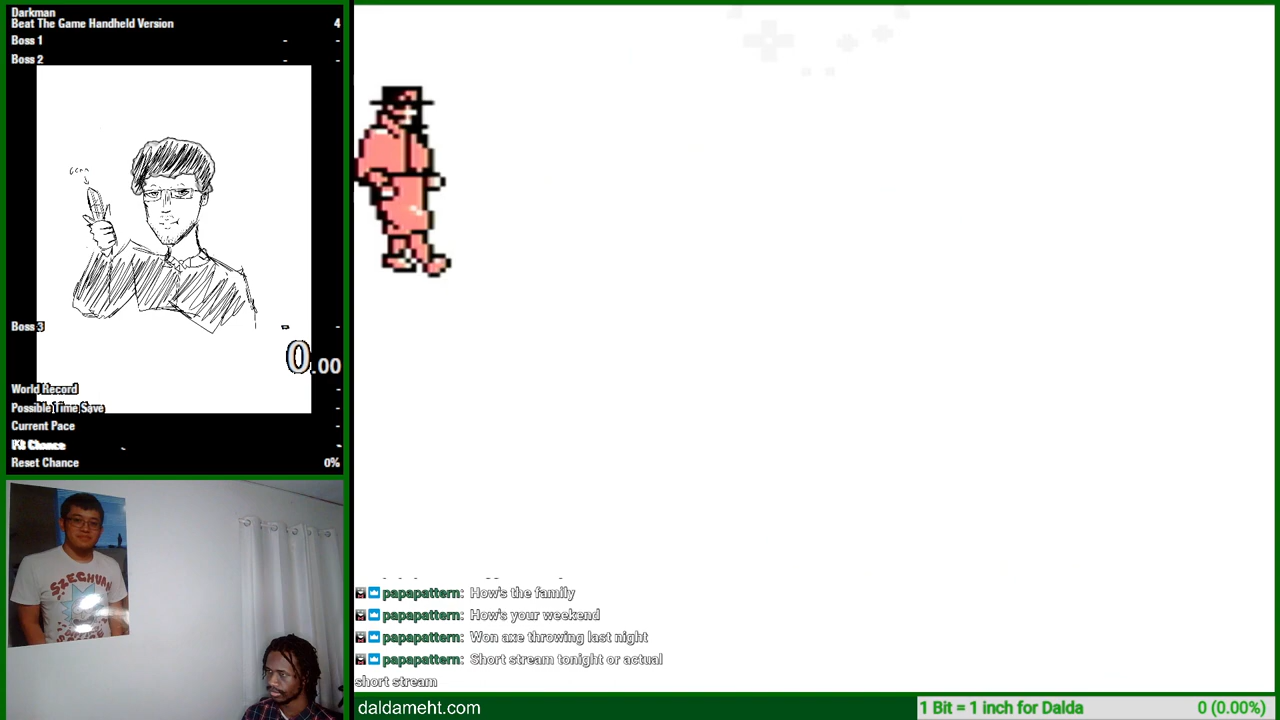 Darkman
Beat The Game Handheld Version 4
Boss 1 - -
Boss 2 - -
Boss 3 - -
0.00
World Record -
Possible Time Save -
Current Pace -
Reset Chance 0%
SZECHUAN
papapattern: How's the family
papapattern: How's your weekend
papapattern: Won axe throwing last night
papapattern: Short stream tonight or actual
short stream
daldameht.com
1 Bit = 1 inch for Dalda 0 (0.00%)